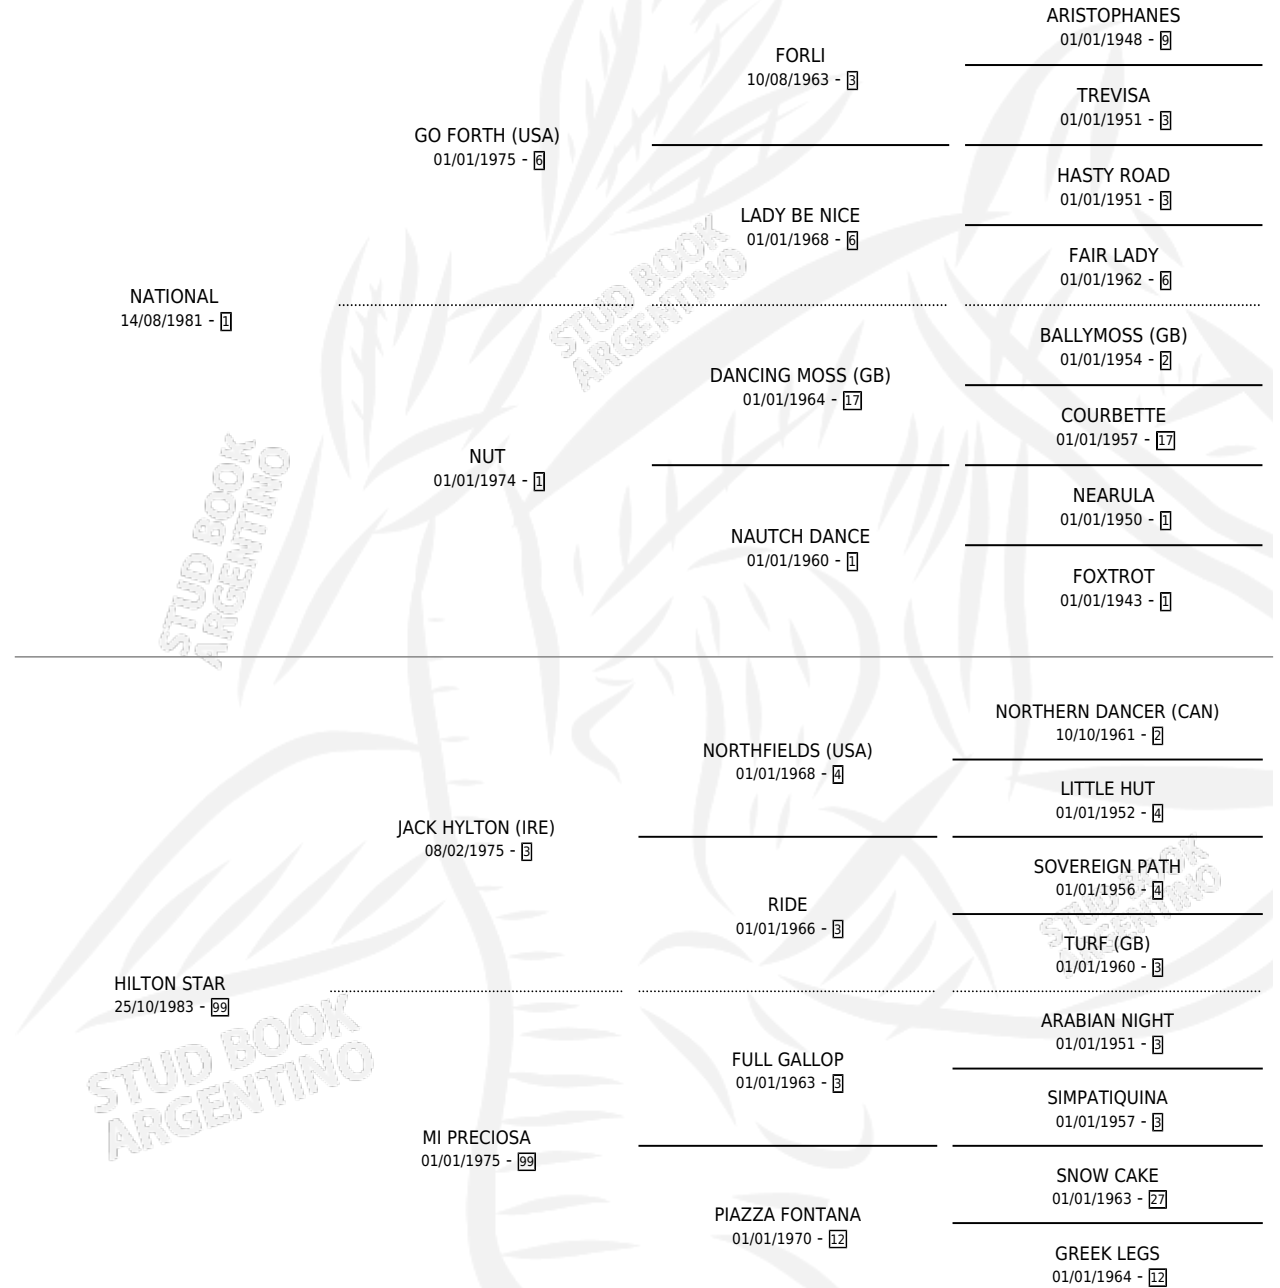 ARISTOPHANES
01/01/1948 - 9
FORLI
10/08/1963 - 3
TREVISA
01/01/1951 - 3
GO FORTH (USA)
01/01/1975 - 6
HASTY ROAD
01/01/1951 - 3
LADY BE NICE
01/01/1968 - 6
FAIR LADY
01/01/1962 - 6
NATIONAL
14/08/1981 - 1
STUD BOOK
ARGENTINO
BALLYMOSS (GB)
01/01/1954 - 2
DANCING MOSS (GB)
01/01/1964 - 17
COURBETTE
01/01/1957 - 17
NUT
01/01/1974 - 1
NEARULA
01/01/1950 - 1
NAUTCH DANCE
01/01/1960 - 1
FOXTROT
01/01/1943 - 1
STUD BOOK
ARGENTINO
NORTHERN DANCER (CAN)
10/10/1961 - 2
NORTHFIELDS (USA)
01/01/1968 - 4
LITTLE HUT
01/01/1952 - 4
JACK HYLTON (IRE)
08/02/1975 - 3
SOVEREIGN PATH
01/01/1956 - 4
RIDE
01/01/1966 - 3
TURF (GB)
01/01/1960 - 3
STUD BOOK
ARGENTINO
HILTON STAR
25/10/1983 - 99
ARABIAN NIGHT
01/01/1951 - 3
FULL GALLOP
01/01/1963 - 3
SIMPATIQUINA
01/01/1957 - 3
STUD BOOK
ARGENTINO
MI PRECIOSA
01/01/1975 - 99
SNOW CAKE
01/01/1963 - 27
PIAZZA FONTANA
01/01/1970 - 12
GREEK LEGS
01/01/1964 - 12